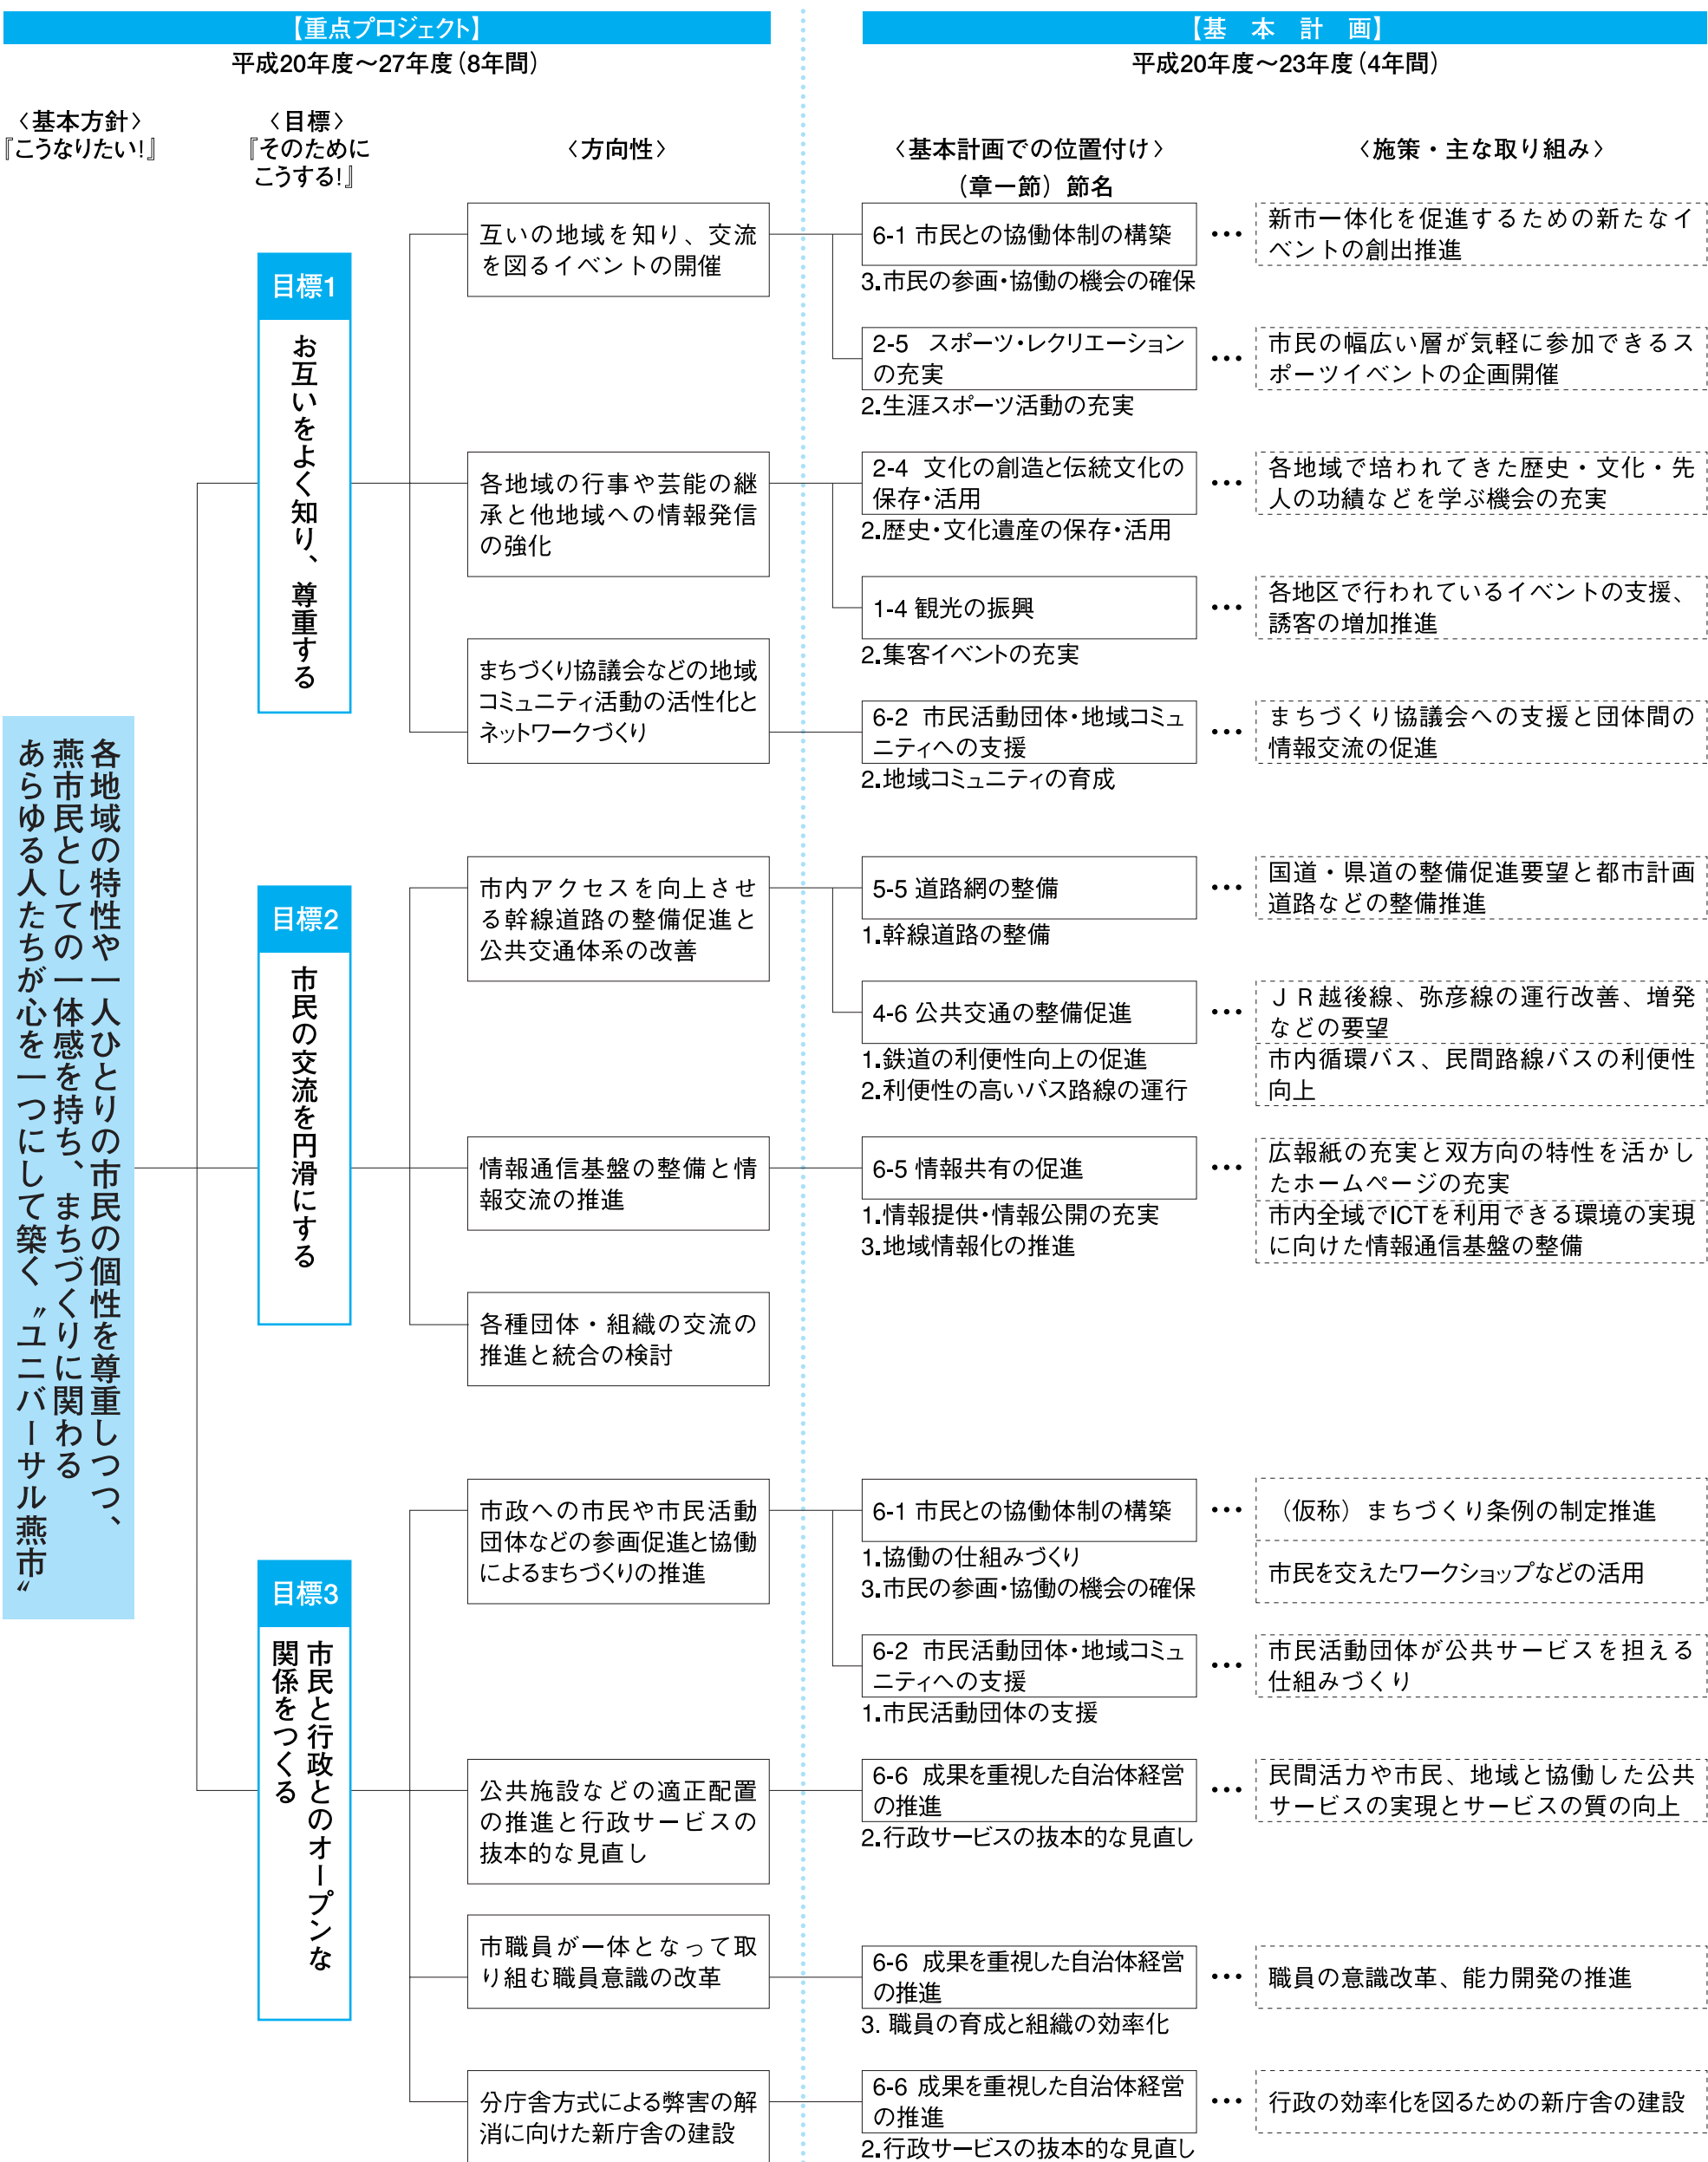 【重点プロジェクト】
平成20年度〜27年度(8年間)
〈基本方針〉
『こうなりたい!』
〈目標〉
『そのために
こうする!』
〈方向性〉
【基 本 計 画】
平成20年度〜23年度(4年間)
〈基本計画での位置付け〉
(章ー節)節名
〈施策・主な取り組み〉
各地域の特性や一人ひとりの市民の個性を尊重しつつ、
燕市民としての一体感を持ち、まちづくりに関わる
あらゆる人たちが心を一つにして築く〝ユニバーサル燕市〟
目標1
お互いをよく知り、尊重する
互いの地域を知り、交流
を図るイベントの開催
6-1 市民との協働体制の構築
3.市民の参画・協働の機会の確保
…
新市一体化を促進するための新たなイ
ベントの創出推進
2-5 スポーツ・レクリエーション
の充実
2.生涯スポーツ活動の充実
…
市民の幅広い層が気軽に参加できるス
ポーツイベントの企画開催
各地域の行事や芸能の継
承と他地域への情報発信
の強化
2-4 文化の創造と伝統文化の
保存・活用
2.歴史・文化遺産の保存・活用
…
各地域で培われてきた歴史・文化・先
人の功績などを学ぶ機会の充実
1-4 観光の振興
2.集客イベントの充実
…
各地区で行われているイベントの支援、
誘客の増加推進
まちづくり協議会などの地域
コミュニティ活動の活性化と
ネットワークづくり
6-2 市民活動団体・地域コミュ
ニティへの支援
2.地域コミュニティの育成
…
まちづくり協議会への支援と団体間の
情報交流の促進
目標2
市民の交流を円滑にする
市内アクセスを向上させ
る幹線道路の整備促進と
公共交通体系の改善
5-5 道路網の整備
1.幹線道路の整備
…
国道・県道の整備促進要望と都市計画
道路などの整備推進
4-6 公共交通の整備促進
1.鉄道の利便性向上の促進
2.利便性の高いバス路線の運行
…
JR越後線、弥彦線の運行改善、増発
などの要望
市内循環バス、民間路線バスの利便性
向上
情報通信基盤の整備と情
報交流の推進
6-5 情報共有の促進
1.情報提供・情報公開の充実
3.地域情報化の推進
…
広報紙の充実と双方向の特性を活かし
たホームページの充実
市内全域でICTを利用できる環境の実現
に向けた情報通信基盤の整備
各種団体・組織の交流の
推進と統合の検討
目標3
市民と行政とのオープンな
関係をつくる
市政への市民や市民活動
団体などの参画促進と協働
によるまちづくりの推進
6-1 市民との協働体制の構築
1.協働の仕組みづくり
3.市民の参画・協働の機会の確保
…
(仮称)まちづくり条例の制定推進
市民を交えたワークショップなどの活用
6-2 市民活動団体・地域コミュ
ニティへの支援
1.市民活動団体の支援
…
市民活動団体が公共サービスを担える
仕組みづくり
公共施設などの適正配置
の推進と行政サービスの
抜本的な見直し
6-6 成果を重視した自治体経営
の推進
2.行政サービスの抜本的な見直し
…
民間活力や市民、地域と協働した公共
サービスの実現とサービスの質の向上
市職員が一体となって取
り組む職員意識の改革
6-6 成果を重視した自治体経営
の推進
3. 職員の育成と組織の効率化
…
職員の意識改革、能力開発の推進
分庁舎方式による弊害の解
消に向けた新庁舎の建設
6-6 成果を重視した自治体経営
の推進
2.行政サービスの抜本的な見直し
…
行政の効率化を図るための新庁舎の建設